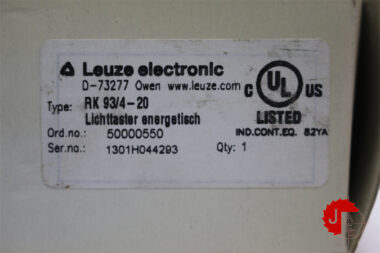 Leuze electronic
D-73277 Owen www.leuze.com
Type: RK 93/4-20
Lichttaster energetisch
Ord.no.: 50000550
Ser.no.: 1301H044293 Qty: 1
C UL US
LISTED
IND.CONT.EQ. 82YA